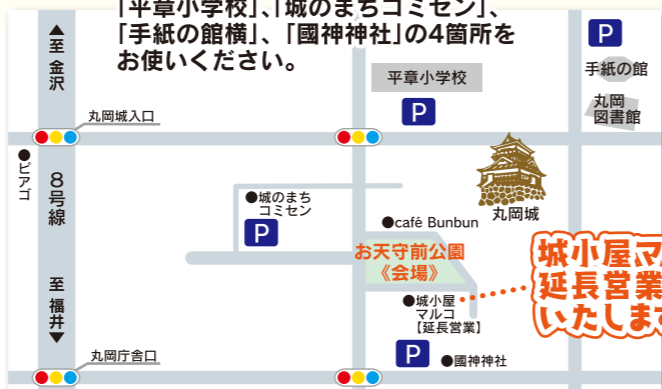 「平章小学校」、「城のまちコミセン」、
「手紙の館横」、「國神神社」の4箇所を
お使いください。
▲至 金沢
丸岡城入口
●ピアゴ
8号線
至 福井▼
丸岡庁舎口
平章小学校
P
P
手紙の館
丸岡
図書館
丸岡城
●城のまち
コミセン
P
●café Bunbun
お天守前公園
《会場》
●城小屋
マルコ
【延長営業】
P
●國神神社
城小屋マ
延長営業
いたします